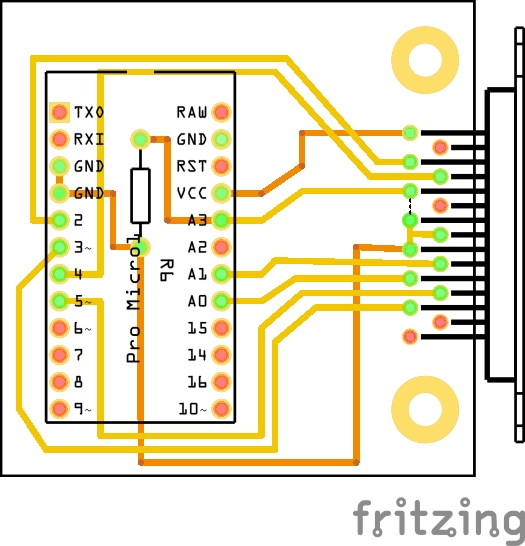 TXO RAW
RXI GND
GND RST
GND VCC
2 A3
3~ A2
4 A1
5~ A0
6~ 15
7 14
8 16
9~ 10~
Pro Micro1
R6
fritzing